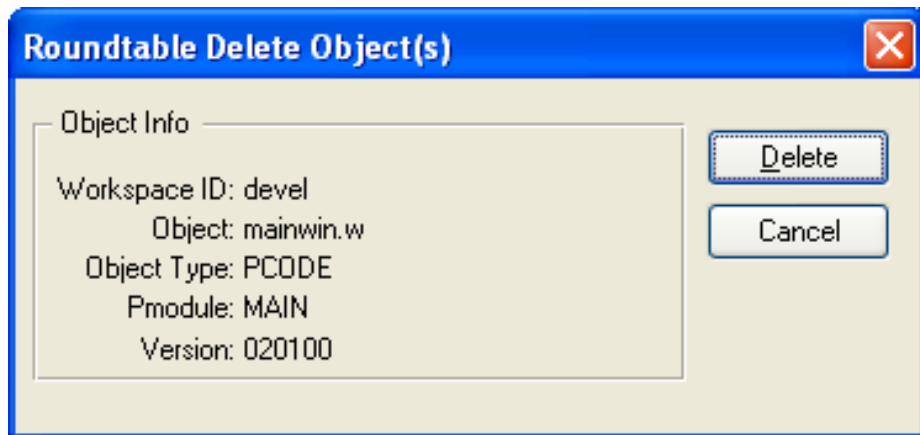 Roundtable Delete Object(s)
Object Info
Workspace ID: devel
Object: mainwin.w
Object Type: PCODE
Pmodule: MAIN
Version: 020100
Delete
Cancel